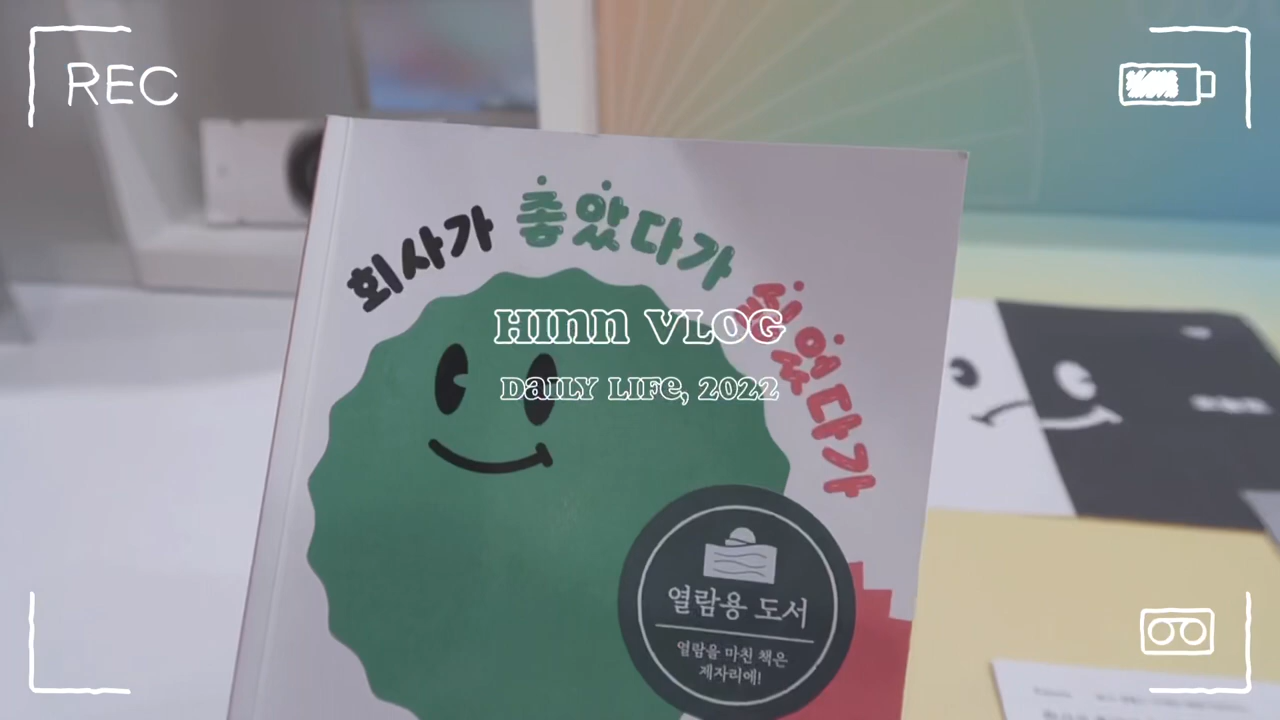 REC
회사가 좋았다가 싫었다가
HINN VLOG
DAILY LIFE, 2022
열람용 도서
열람을 마친 책은
제자리에!